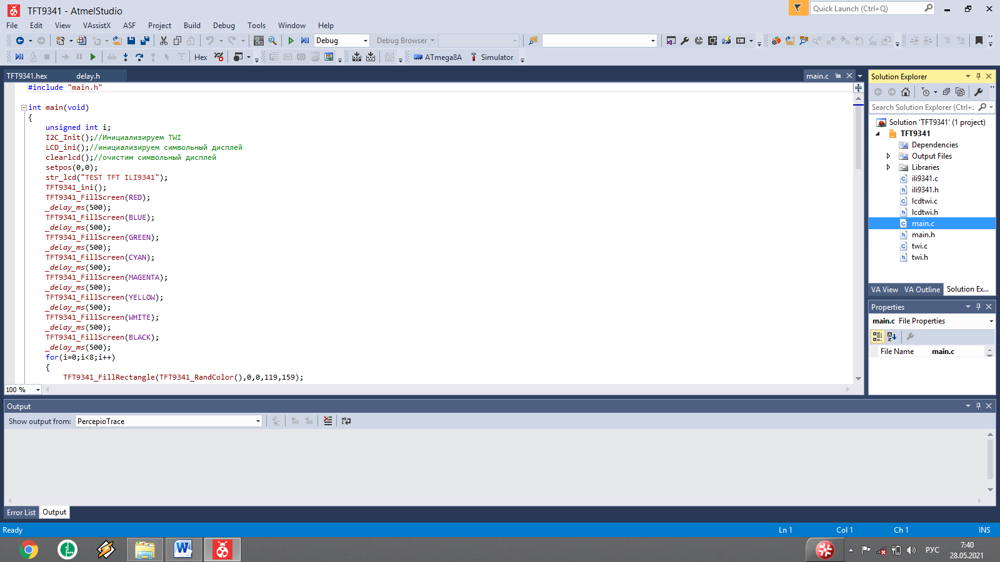 TFT9341 - AtmelStudio
Quick Launch (Ctrl+Q)
File Edit View VAssistX ASF Project Build Debug Tools Window Help
Debug Debug Browser
Hex ATmega8A Simulator
TFT9341.hex delay.h main.c
#include "main.h"
int main(void)
{
unsigned int i;
I2C_Init();//Инициализируем TWI
LCD_ini();//инициализируем символьный дисплей
clearlcd();//очистим символьный дисплей
setpos(0,0);
str_lcd("TEST TFT ILI9341");
TFT9341_ini();
TFT9341_FillScreen(RED);
_delay_ms(500);
TFT9341_FillScreen(BLUE);
_delay_ms(500);
TFT9341_FillScreen(GREEN);
_delay_ms(500);
TFT9341_FillScreen(CYAN);
_delay_ms(500);
TFT9341_FillScreen(MAGENTA);
_delay_ms(500);
TFT9341_FillScreen(YELLOW);
_delay_ms(500);
TFT9341_FillScreen(WHITE);
_delay_ms(500);
TFT9341_FillScreen(BLACK);
_delay_ms(500);
for(i=0;i<8;i++)
{
TFT9341_FillRectangle(TFT9341_RandColor(),0,0,119,159);
100 %
Solution Explorer
Search Solution Explorer (Ctrl+;
Solution 'TFT9341' (1 project)
TFT9341
Dependencies
Output Files
Libraries
ili9341.c
ili9341.h
lcdtwi.c
lcdtwi.h
main.c
main.h
twi.c
twi.h
VA View VA Outline Solution Ex...
Properties
main.c File Properties
File Name main.c
Output
Show output from: PercepioTrace
Error List Output
Ready Ln 1 Col 1 Ch 1 INS
РУС
7:40
28.05.2021